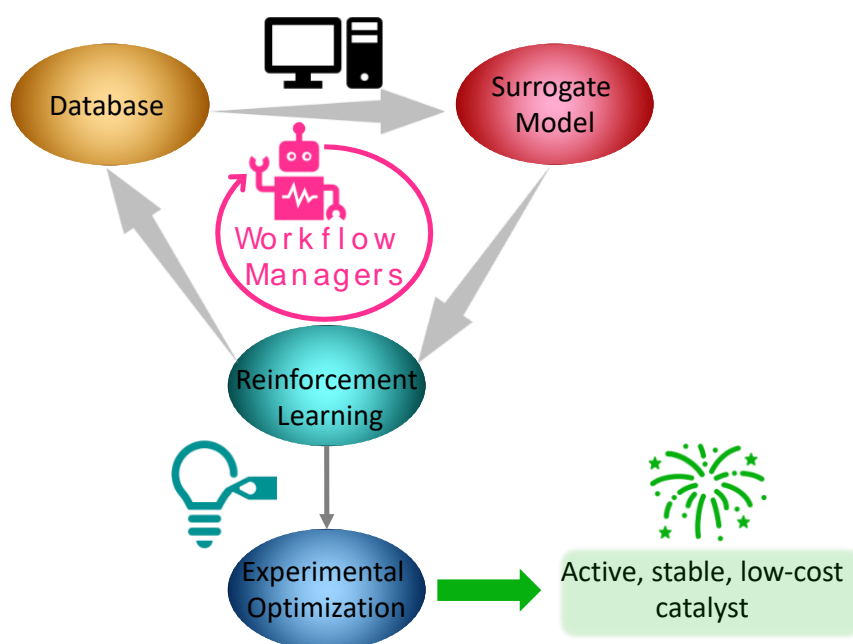 Database
Surrogate
Model
Workflow
Managers
Reinforcement
Learning
Experimental
Optimization
Active, stable, low-cost
catalyst